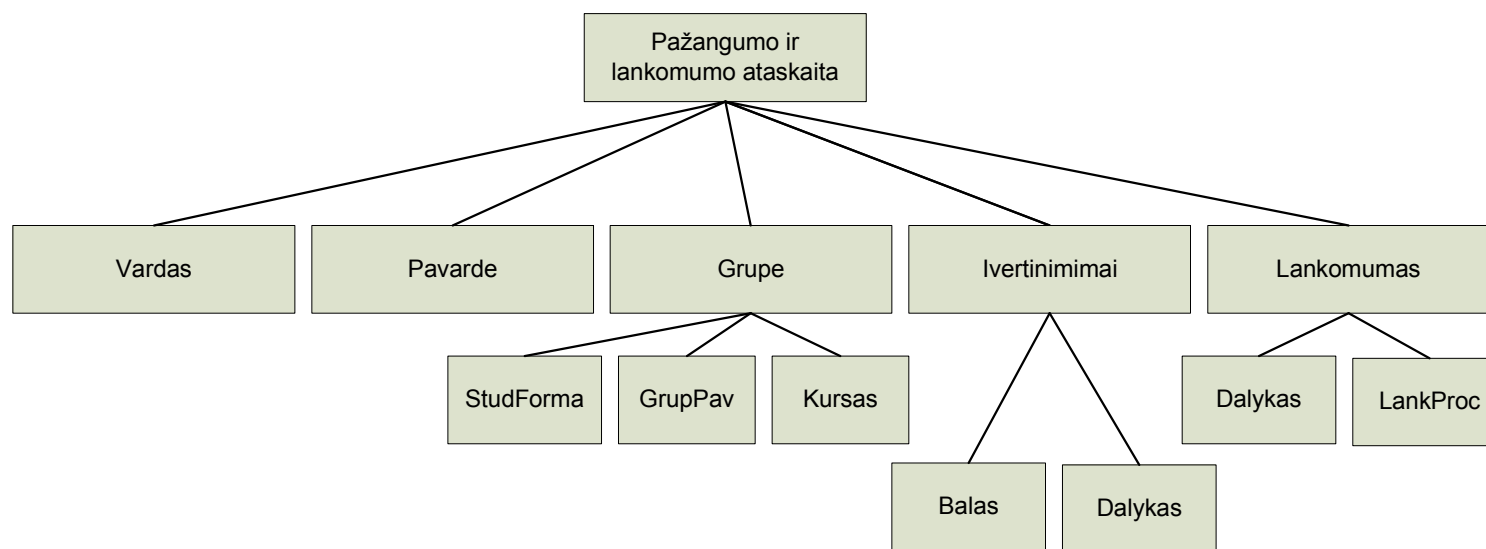 Pažangumo ir
lankomumo ataskaita
Vardas
Pavarde
Grupe
Ivertinimimai
Lankomumas
StudForma
GrupPav
Kursas
Dalykas
LankProc
Balas
Dalykas